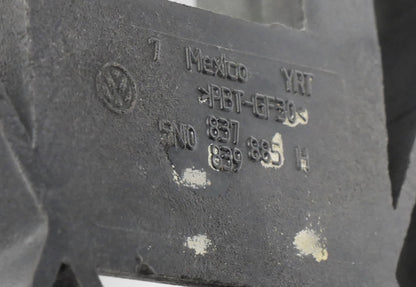 7 Mexico YRT
>PBT-GF30<
5N0 837 885 H
839